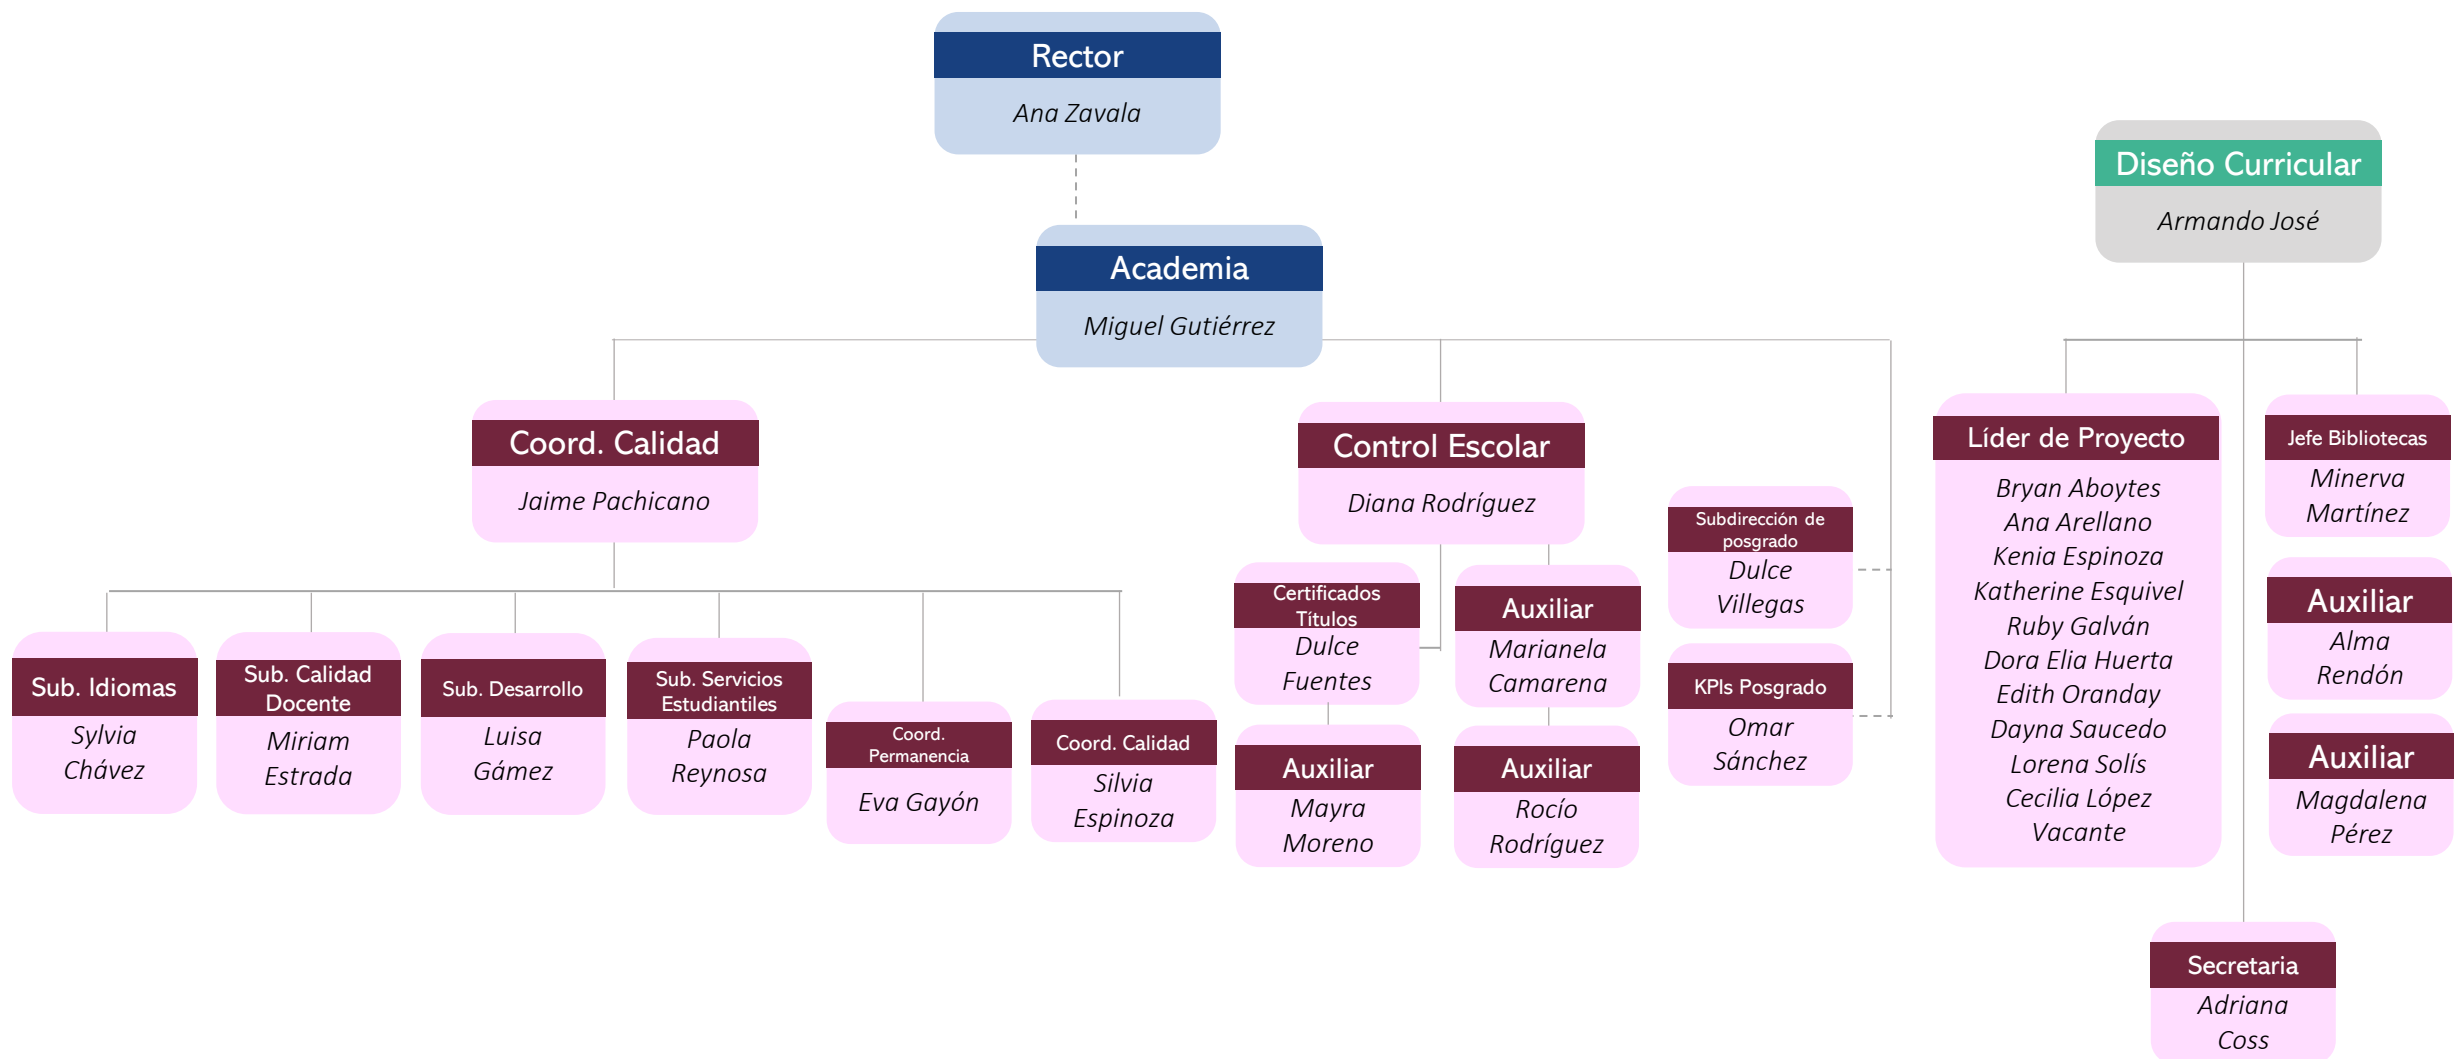 Rector
Ana Zavala
Diseño Curricular
Armando José
Academia
Miguel Gutiérrez
Coord. Calidad
Jaime Pachicano
Control Escolar
Diana Rodríguez
Sub. Idiomas
Sylvia
Chávez
Sub. Calidad
Docente
Miriam
Estrada
Sub. Desarrollo
Luisa
Gámez
Sub. Servicios
Estudiantiles
Paola
Reynosa
Coord.
Permanencia
Eva Gayón
Coord. Calidad
Silvia
Espinoza
Certificados
Títulos
Dulce
Fuentes
Auxiliar
Mayra
Moreno
Auxiliar
Marianela
Camarena
Auxiliar
Rocío
Rodríguez
Subdirección de
posgrado
Dulce
Villegas
KPIs Posgrado
Omar
Sánchez
Líder de Proyecto
Bryan Aboytes
Ana Arellano
Kenia Espinoza
Katherine Esquivel
Ruby Galván
Dora Elia Huerta
Edith Oranday
Dayna Saucedo
Lorena Solís
Cecilia López
Vacante
Jefe Bibliotecas
Minerva
Martínez
Auxiliar
Alma
Rendón
Auxiliar
Magdalena
Pérez
Secretaria
Adriana
Coss